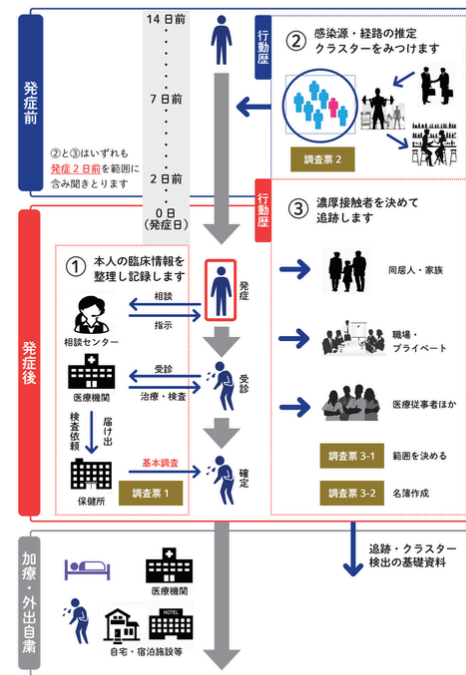 14日前
発症前
7日前
2日前
0日
(発症日)
②と③はいずれも
発症2日前を範囲に
含み聞きとります
行動歴
② 感染源・経路の推定
クラスターをみつけます
調査票 2
行動歴
③ 濃厚接触者を決めて
追跡します
同居人・家族
職場・
プライベート
医療従事者ほか
調査票 3-1
範囲を決める
調査票 3-2
名簿作成
発症後
① 本人の臨床情報を
整理し記録します
相談
指示
相談センター
発症
受診
治療・検査
医療機関
受診
検査依頼
届け出
基本調査
保健所
調査票 1
確定
追跡・クラスター
検出の基礎資料
加療・外出自粛
医療機関
HOTEL
自宅・宿泊施設等